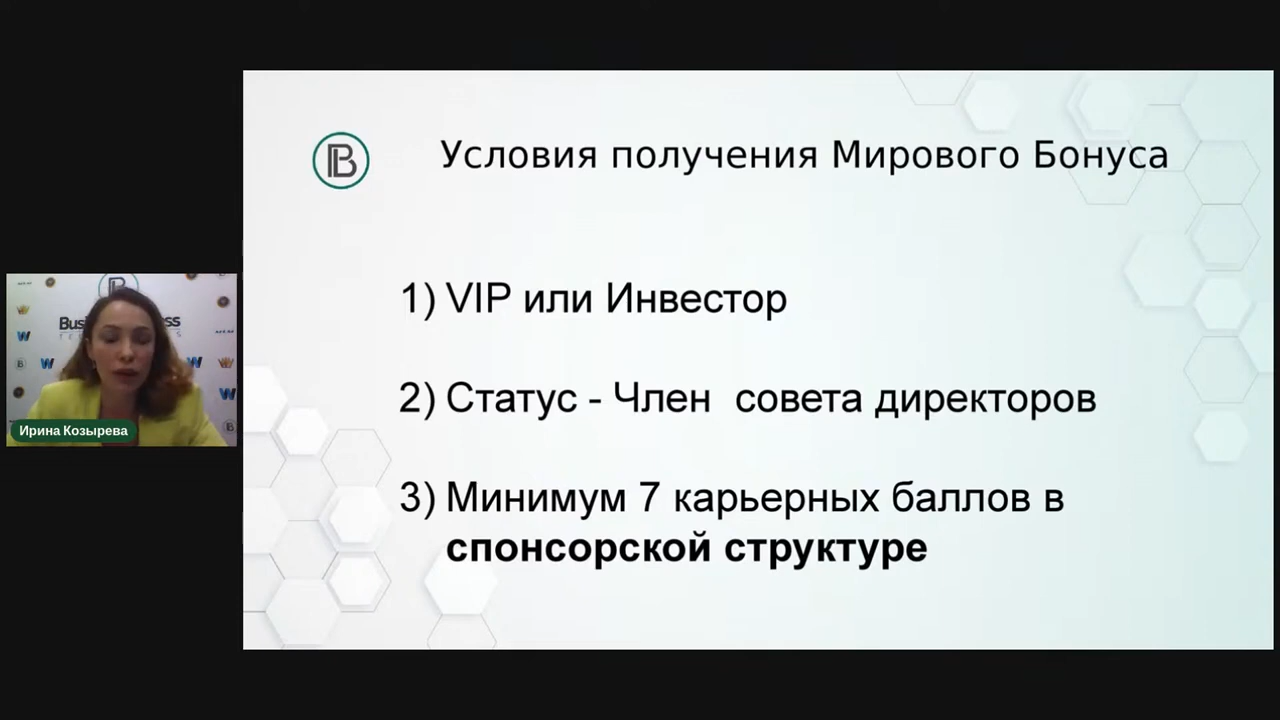 Условия получения Мирового Бонуса
1) VIP или Инвестор
2) Статус - Член совета директоров
3) Минимум 7 карьерных баллов в
спонсорской структуре
Ирина Козырева